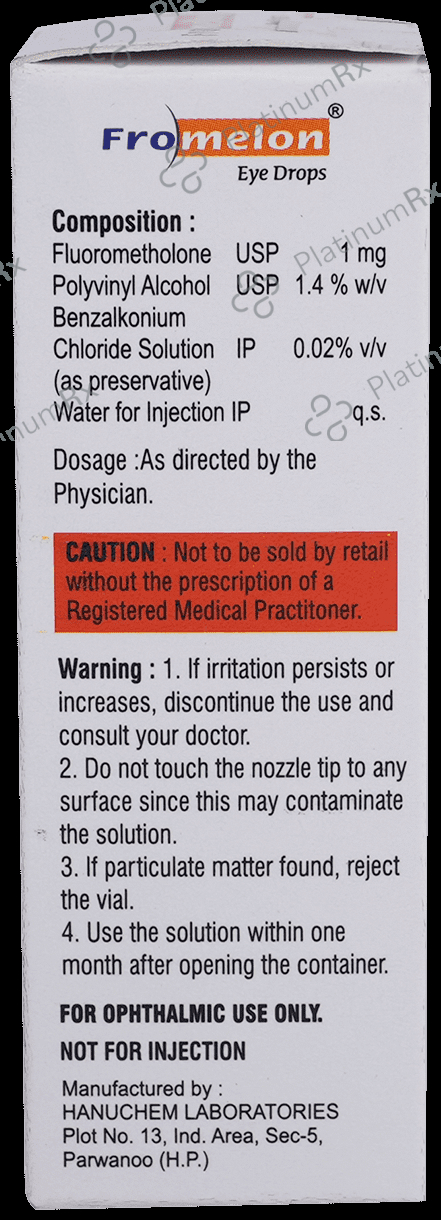 Fromelon®
Eye Drops
Composition :
Fluorometholone USP 1 mg
Polyvinyl Alcohol USP 1.4 % w/v
Benzalkonium
Chloride Solution IP 0.02% v/v
(as preservative)
Water for Injection IP q.s.
Dosage :As directed by the
Physician.
CAUTION : Not to be sold by retail
without the prescription of a
Registered Medical Practitoner.
Warning : 1. If irritation persists or
increases, discontinue the use and
consult your doctor.
2. Do not touch the nozzle tip to any
surface since this may contaminate
the solution.
3. If particulate matter found, reject
the vial.
4. Use the solution within one
month after opening the container.
FOR OPHTHALMIC USE ONLY.
NOT FOR INJECTION
Manufactured by :
HANUCHEM LABORATORIES
Plot No. 13, Ind. Area, Sec-5,
Parwanoo (H.P.)
PlatinumRx
PlatinumRx